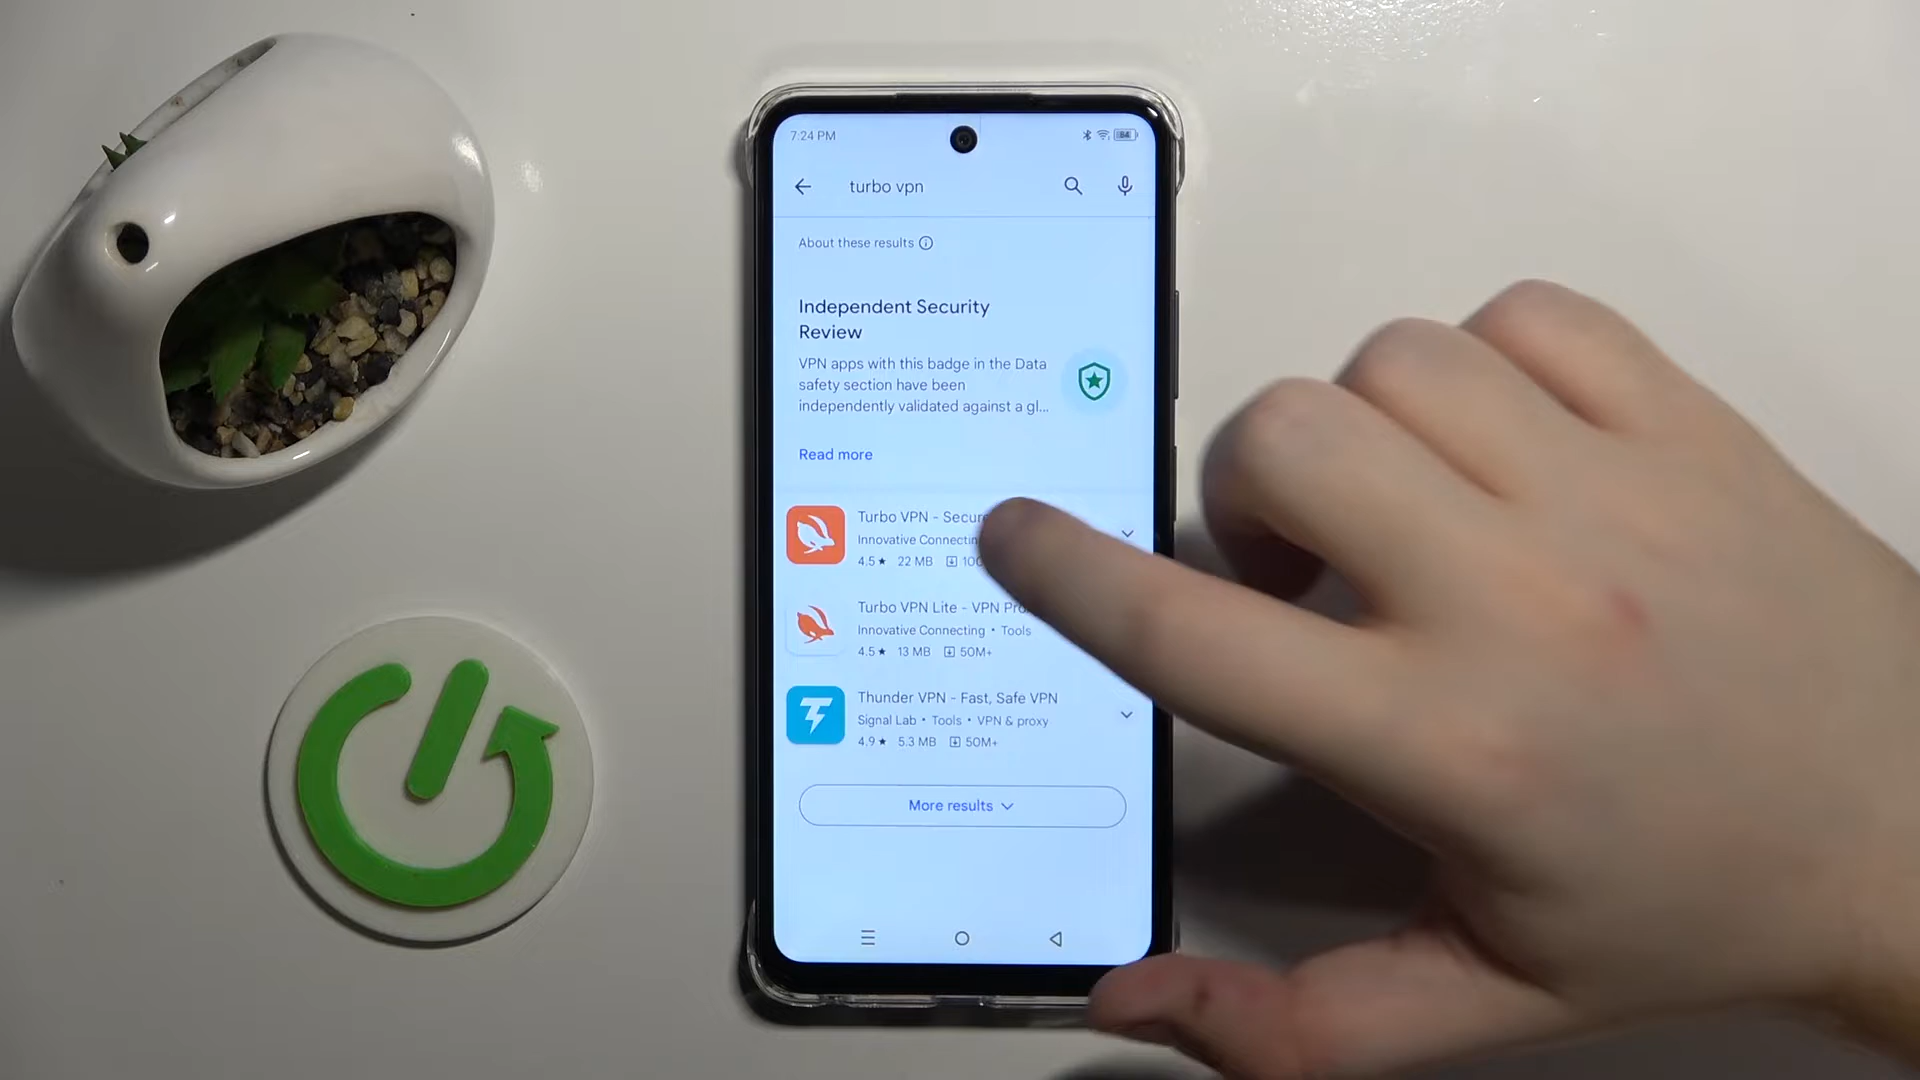 7:24 PM
84
turbo vpn
About these results
Independent Security
Review
VPN apps with this badge in the Data
safety section have been
independently validated against a gl...
Read more
Turbo VPN - Secure
Innovative Connectin
4.5★ 22 MB 100
Turbo VPN Lite - VPN Pro
Innovative Connecting • Tools
4.5★ 13 MB 50M+
Thunder VPN - Fast, Safe VPN
Signal Lab • Tools • VPN & proxy
4.9★ 5.3 MB 50M+
More results